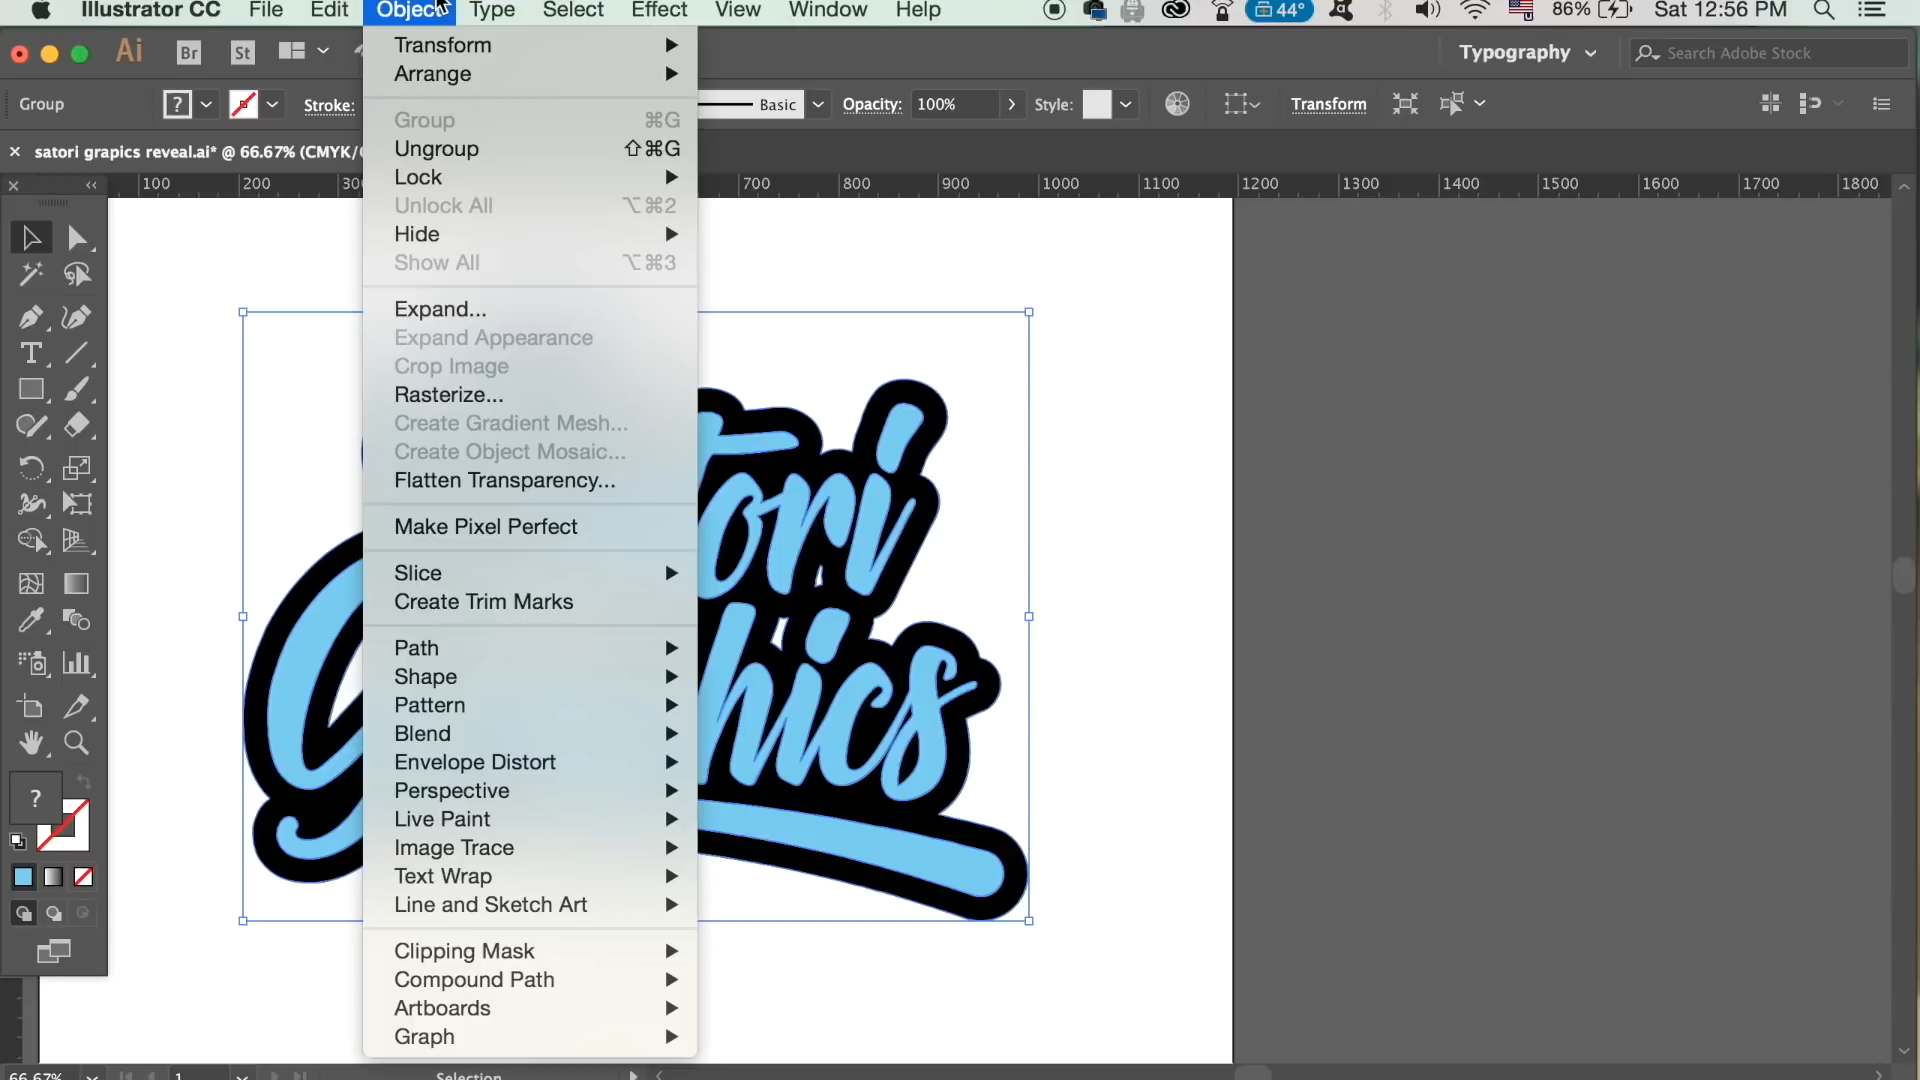 Illustrator CC File Edit Object Type Select Effect View Window Help 44° 86% Sat 12:56 PM
Ai Br St Typography Search Adobe Stock
Group ? Stroke: Basic Opacity: 100% Style: Transform
× satori grapics reveal.ai* @ 66.67% (CMYK/
100 200 700 800 900 1000 1100 1200 1300 1400 1500 1600 1700 1800
Transform
Arrange
Group ⌘G
Ungroup ⇧⌘G
Lock
Unlock All ⌥⌘2
Hide
Show All ⌥⌘3
Expand...
Expand Appearance
Crop Image
Rasterize...
Create Gradient Mesh...
Create Object Mosaic...
Flatten Transparency...
Make Pixel Perfect
Slice
Create Trim Marks
Path
Shape
Pattern
Blend
Envelope Distort
Perspective
Live Paint
Image Trace
Text Wrap
Line and Sketch Art
Clipping Mask
Compound Path
Artboards
Graph
tori
hics
?
66.67% 1 Selection